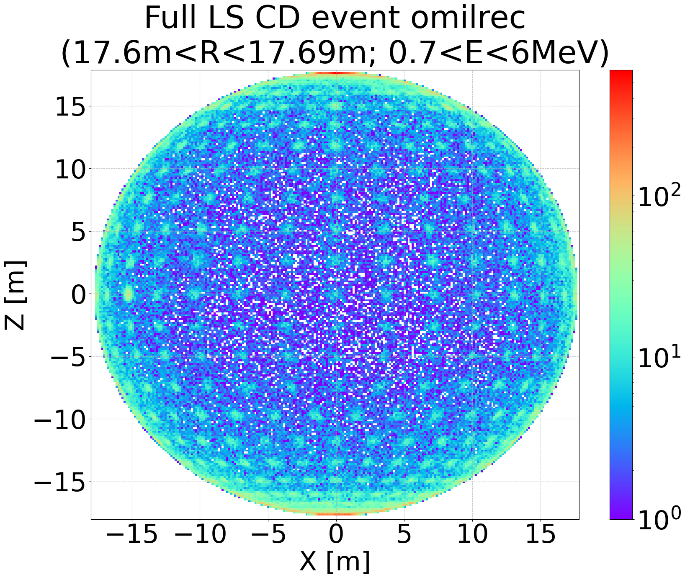 Full LS CD event omilrec
(17.6m<R<17.69m; 0.7<E<6MeV)
15
10
5
0
−5
−10
−15
Z [m]
−15 −10 −5 0 5 10 15
X [m]
10²
10¹
10⁰